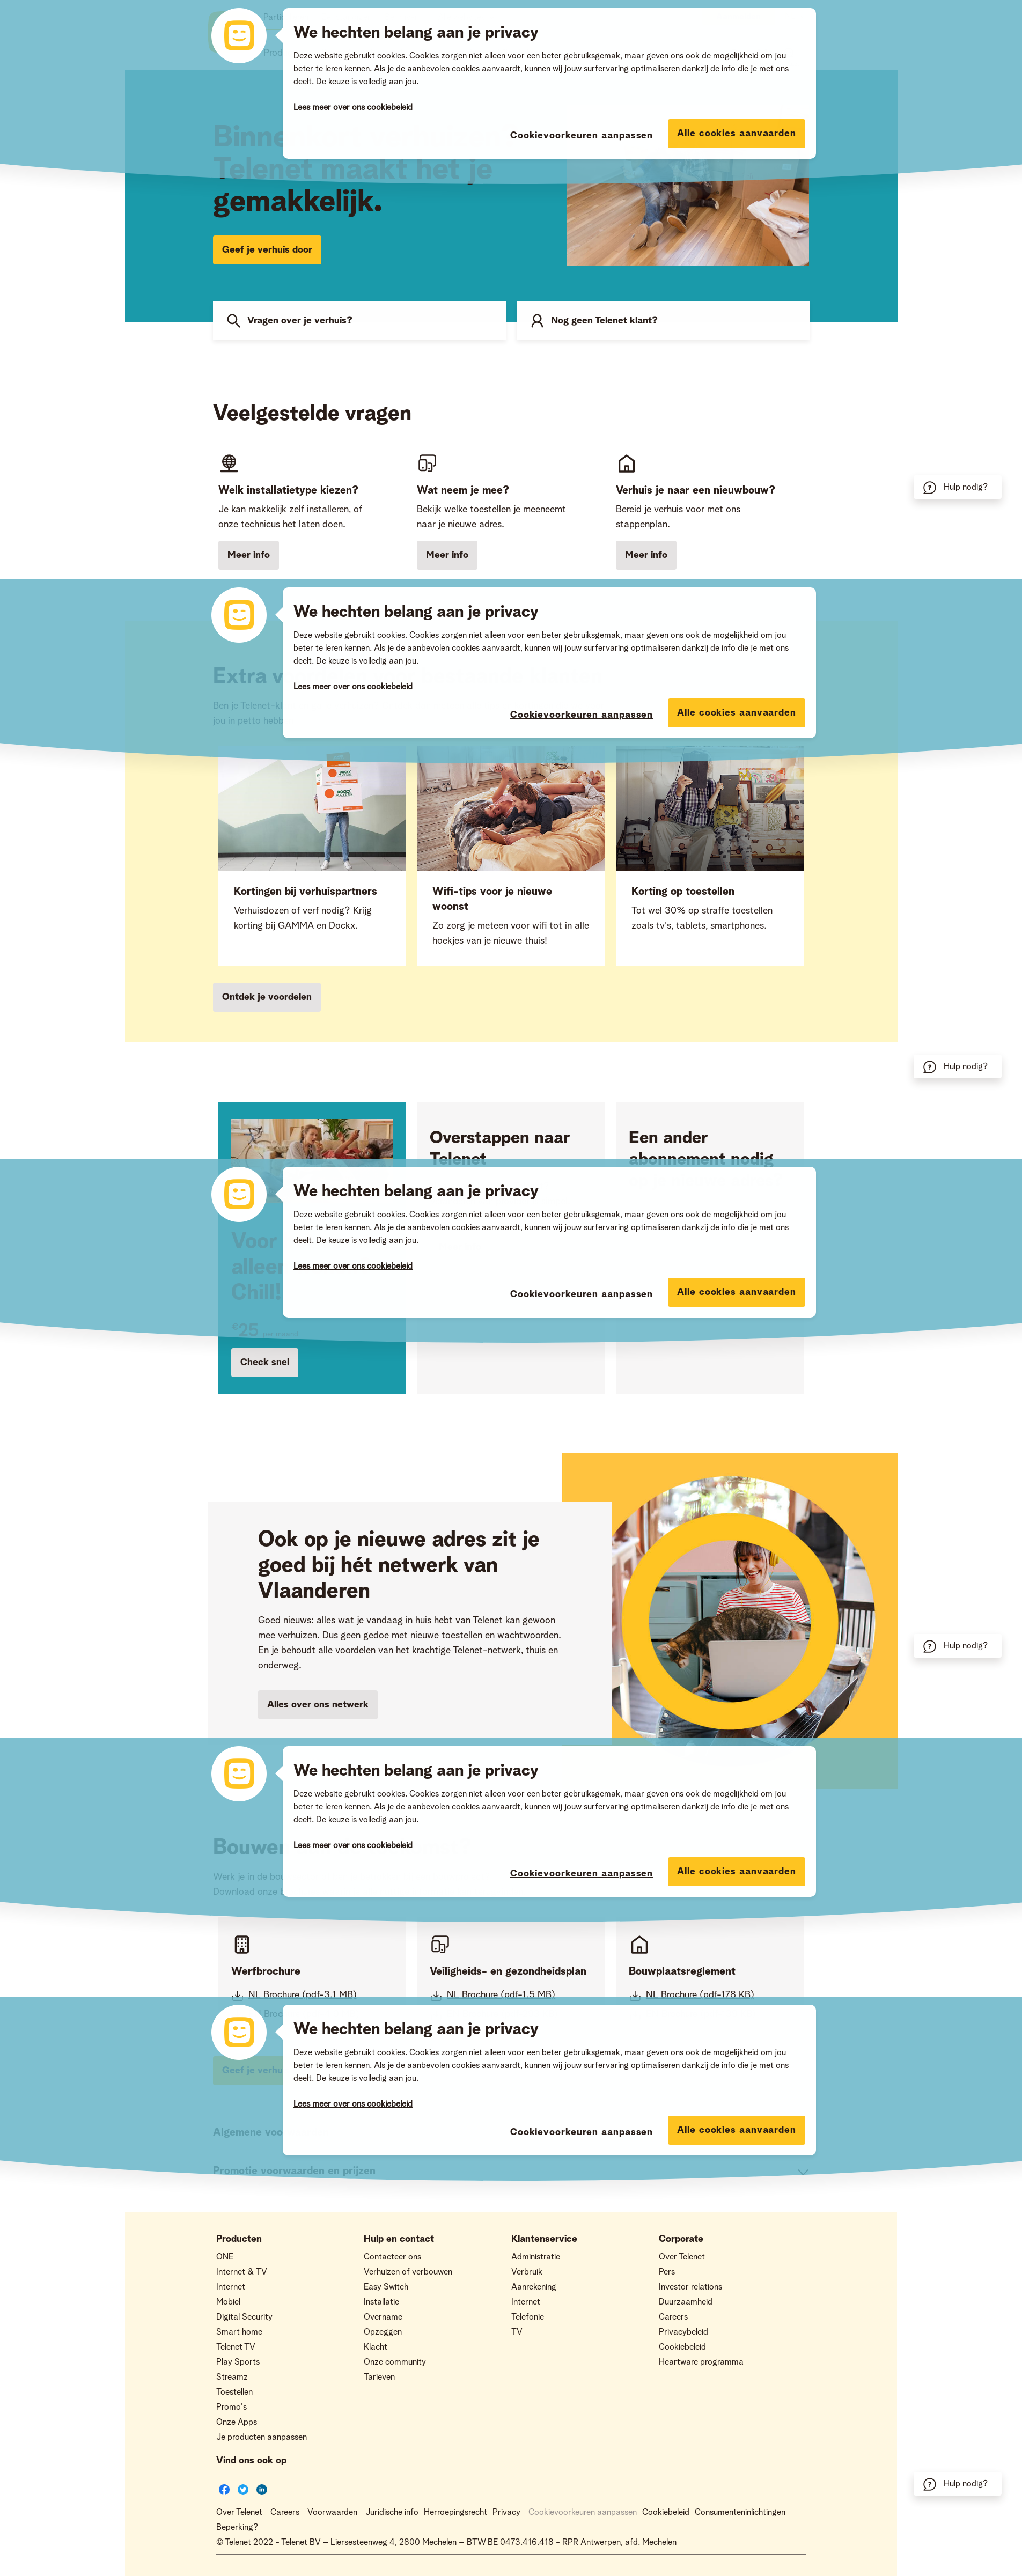 We hechten belang aan je privacy
Deze website gebruikt cookies. Cookies zorgen niet alleen voor een beter gebruiksgemak, maar geven ons ook de mogelijkheid om jou
beter te leren kennen. Als je de aanbevolen cookies aanvaardt, kunnen wij jouw surfervaring optimaliseren dankzij de info die je met ons
deelt. De keuze is volledig aan jou.
Lees meer over ons cookiebeleid
Cookievoorkeuren aanpassen
Alle cookies aanvaarden
Telenet maakt het je
gemakkelijk.
Geef je verhuis door
Vragen over je verhuis?
Nog geen Telenet klant?
Veelgestelde vragen
Welk installatietype kiezen?
Je kan makkelijk zelf installeren, of
onze technicus het laten doen.
Meer info
Wat neem je mee?
Bekijk welke toestellen je meeneemt
naar je nieuwe adres.
Meer info
Verhuis je naar een nieuwbouw?
Bereid je verhuis voor met ons
stappenplan.
Meer info
Hulp nodig?
We hechten belang aan je privacy
Deze website gebruikt cookies. Cookies zorgen niet alleen voor een beter gebruiksgemak, maar geven ons ook de mogelijkheid om jou
beter te leren kennen. Als je de aanbevolen cookies aanvaardt, kunnen wij jouw surfervaring optimaliseren dankzij de info die je met ons
deelt. De keuze is volledig aan jou.
Lees meer over ons cookiebeleid
Cookievoorkeuren aanpassen
Alle cookies aanvaarden
Extra
Ben je
jou in petto
Kortingen bij verhuispartners
Verhuisdozen of verf nodig? Krijg
korting bij GAMMA en Dockx.
Wifi-tips voor je nieuwe
woonst
Zo zorg je meteen voor wifi tot in alle
hoekjes van je nieuwe thuis!
Korting op toestellen
Tot wel 30% op straffe toestellen
zoals tv's, tablets, smartphones.
Ontdek je voordelen
Hulp nodig?
Overstappen naar
Telenet
Een ander
abonnement nodig
We hechten belang aan je privacy
Deze website gebruikt cookies. Cookies zorgen niet alleen voor een beter gebruiksgemak, maar geven ons ook de mogelijkheid om jou
beter te leren kennen. Als je de aanbevolen cookies aanvaardt, kunnen wij jouw surfervaring optimaliseren dankzij de info die je met ons
deelt. De keuze is volledig aan jou.
Lees meer over ons cookiebeleid
Cookievoorkeuren aanpassen
Alle cookies aanvaarden
Voor
Chill!
€25
Check snel
Ook op je nieuwe adres zit je
goed bij hét netwerk van
Vlaanderen
Goed nieuws: alles wat je vandaag in huis hebt van Telenet kan gewoon
mee verhuizen. Dus geen gedoe met nieuwe toestellen en wachtwoorden.
En je behoudt alle voordelen van het krachtige Telenet-netwerk, thuis en
onderweg.
Alles over ons netwerk
Hulp nodig?
We hechten belang aan je privacy
Deze website gebruikt cookies. Cookies zorgen niet alleen voor een beter gebruiksgemak, maar geven ons ook de mogelijkheid om jou
beter te leren kennen. Als je de aanbevolen cookies aanvaardt, kunnen wij jouw surfervaring optimaliseren dankzij de info die je met ons
deelt. De keuze is volledig aan jou.
Lees meer over ons cookiebeleid
Cookievoorkeuren aanpassen
Alle cookies aanvaarden
Werk je in de
Download onze
Werfbrochure
NL Brochure (pdf-3,1 MB)
Veiligheids- en gezondheidsplan
NL Brochure (pdf-1,5 MB)
Bouwplaatsreglement
NL Brochure (pdf-178 KB)
We hechten belang aan je privacy
Deze website gebruikt cookies. Cookies zorgen niet alleen voor een beter gebruiksgemak, maar geven ons ook de mogelijkheid om jou
beter te leren kennen. Als je de aanbevolen cookies aanvaardt, kunnen wij jouw surfervaring optimaliseren dankzij de info die je met ons
deelt. De keuze is volledig aan jou.
Lees meer over ons cookiebeleid
Cookievoorkeuren aanpassen
Alle cookies aanvaarden
Geef je
Algemene
Promotie voorwaarden en prijzen
Producten
ONE
Internet & TV
Internet
Mobiel
Digital Security
Smart home
Telenet TV
Play Sports
Streamz
Toestellen
Promo's
Onze Apps
Je producten aanpassen
Hulp en contact
Contacteer ons
Verhuizen of verbouwen
Easy Switch
Installatie
Overname
Opzeggen
Klacht
Onze community
Tarieven
Klantenservice
Administratie
Verbruik
Aanrekening
Internet
Telefonie
TV
Corporate
Over Telenet
Pers
Investor relations
Duurzaamheid
Careers
Privacybeleid
Cookiebeleid
Heartware programma
Vind ons ook op
Hulp nodig?
Over Telenet Careers Voorwaarden Juridische info Herroepingsrecht Privacy Cookievoorkeuren aanpassen Cookiebeleid Consumenteninlichtingen
Beperking?
© Telenet 2022 - Telenet BV – Liersesteenweg 4, 2800 Mechelen – BTW BE 0473.416.418 - RPR Antwerpen, afd. Mechelen